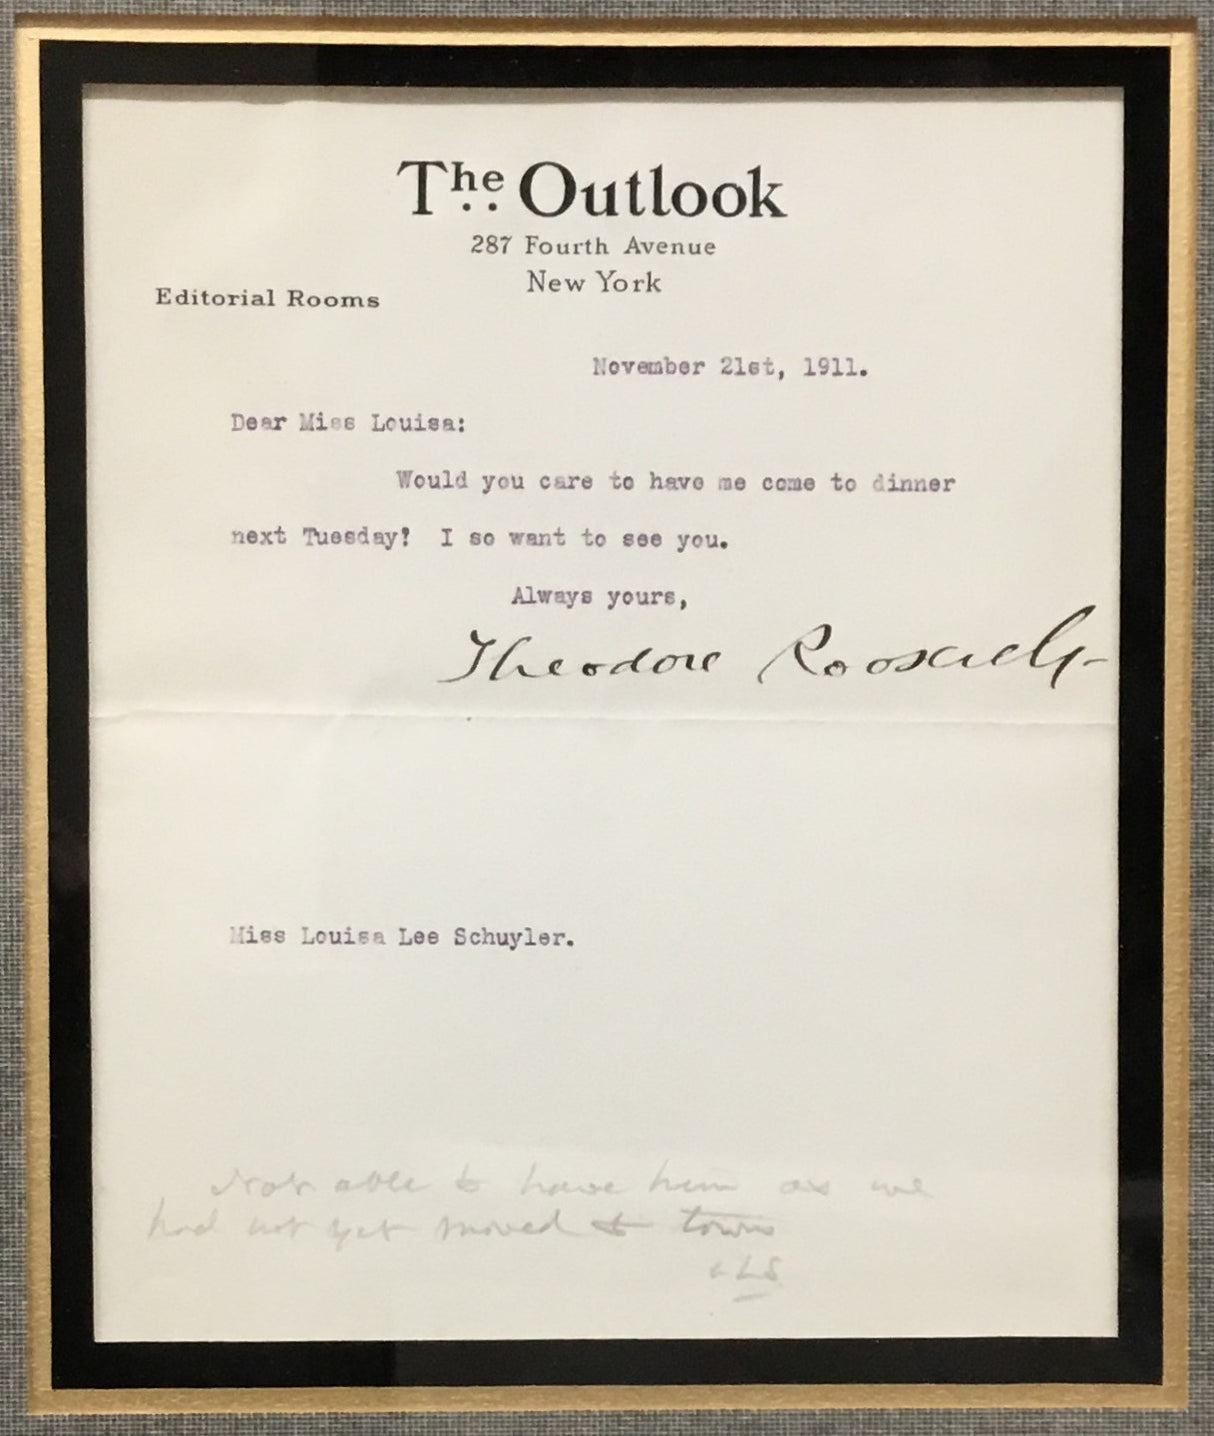 The Outlook
287 Fourth Avenue
New York
Editorial Rooms
November 21st, 1911.
Dear Miss Louisa:
Would you care to have me come to dinner
next Tuesday? I so want to see you.
Always yours,
Theodore Roosevelt
Miss Louisa Lee Schuyler.
Not able to have him as we
had not yet moved to town
LLS